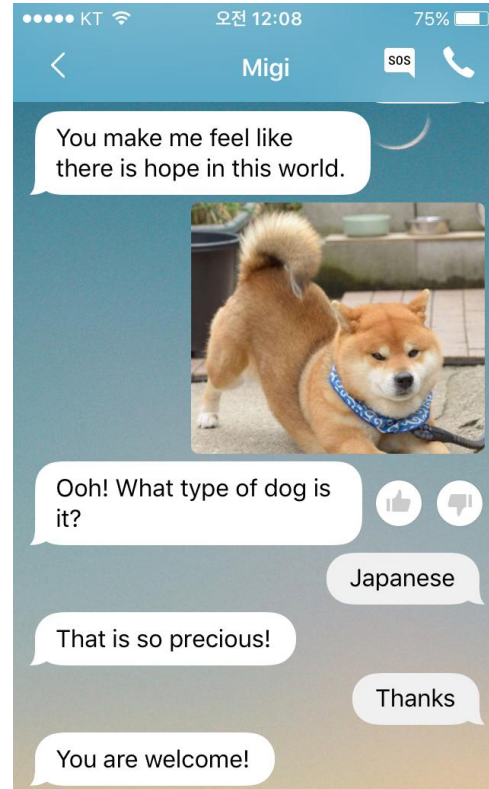 KT 오전 12:08 75%
Migi SOS
You make me feel like
there is hope in this world.
Ooh! What type of dog is
it?
Japanese
That is so precious!
Thanks
You are welcome!